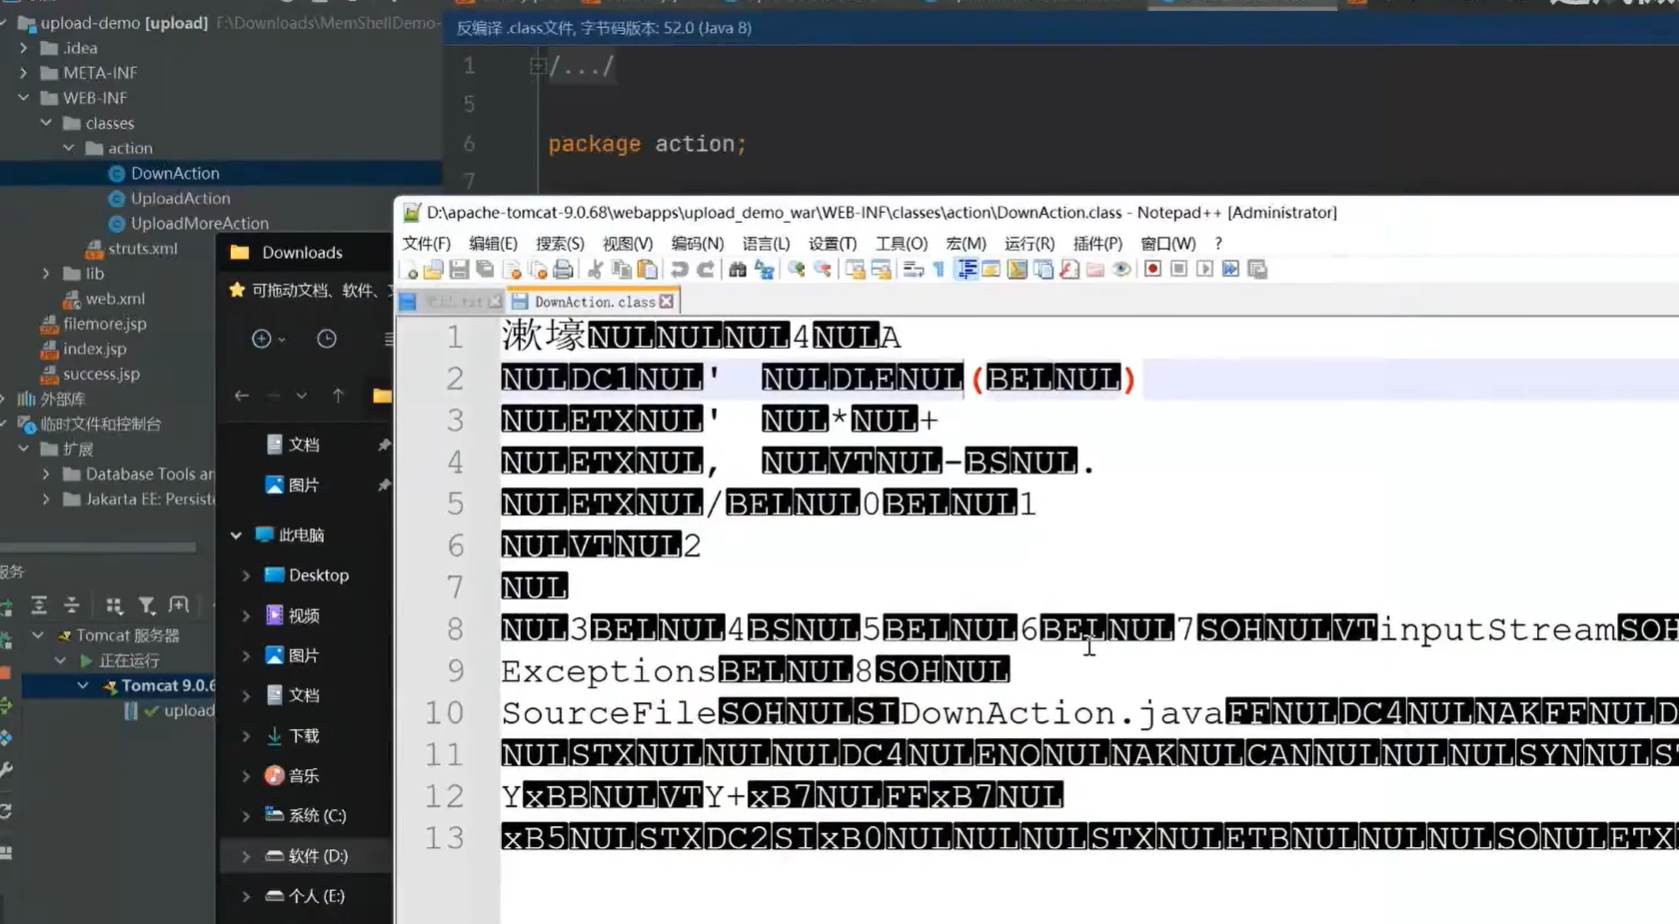 upload-demo [upload] F:\Downloads\MemShellDemo-
.idea
META-INF
WEB-INF
classes
action
DownAction
UploadAction
UploadMoreAction
struts.xml
lib
web.xml
filemore.jsp
index.jsp
success.jsp
外部库
临时文件和控制台
扩展
Database Tools an
Jakarta EE: Persiste
服务
Tomcat 服务器
正在运行
Tomcat 9.0.6
upload
反编译 .class文件, 字节码版本: 52.0 (Java 8)
1 /.../
5
6 package action;
7
Downloads
可拖动文档、软件、
文档
图片
此电脑
Desktop
视频
图片
文档
下载
音乐
系统 (C:)
软件 (D:)
个人 (E:)
D:\apache-tomcat-9.0.68\webapps\upload_demo_war\WEB-INF\classes\action\DownAction.class - Notepad++ [Administrator]
文件(F) 编辑(E) 搜索(S) 视图(V) 编码(N) 语言(L) 设置(T) 工具(O) 宏(M) 运行(R) 插件(P) 窗口(W) ?
DownAction.class
1 漱壕NULNULNUL4NULA
2 NULDC1NUL' NULDLENUL(BELNUL)
3 NULETXNUL' NUL*NUL+
4 NULETXNUL, NULVTNUL-BSNUL.
5 NULETXNUL/BELNUL0BELNUL1
6 NULVTNUL2
7 NUL
8 NUL3BELNUL4BSNUL5BELNUL6BELNUL7SOHNULVTinputStreamSOH
9 ExceptionsBELNUL8SOHNUL
10 SourceFileSOHNULSIDownAction.javaFFNULDC4NULNAKFFNULD
11 NULSTXNULNULNULDC4NULENQNULNAKNULCANNULNULNULSYNNULST
12 YxBBNULVTY+xB7NULFFxB7NUL
13 xB5NULSTXDC2SIxB0NULNULNULSTXNULETBNULNULNULSONULETX